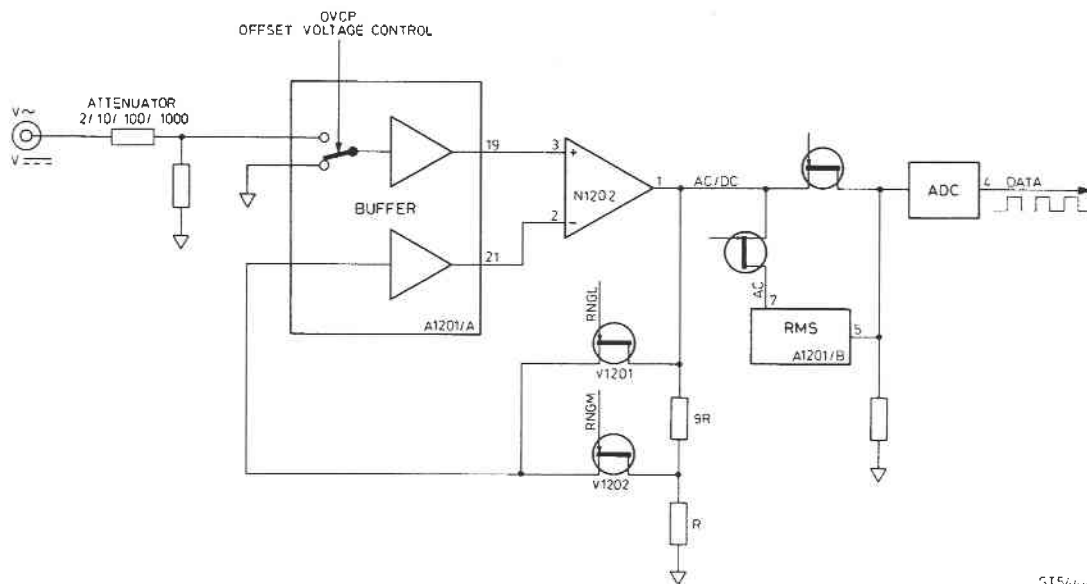 OVCP
OFFSET VOLTAGE CONTROL
ATTENUATOR
2/10/100/1000
V~
V
BUFFER
19
21
A1201/A
3
+
2
−
N1202
1
AC/DC
ADC
4
DATA
AC
7
RMS
5
A1201/B
RNGL
V1201
9R
RNGM
V1202
R